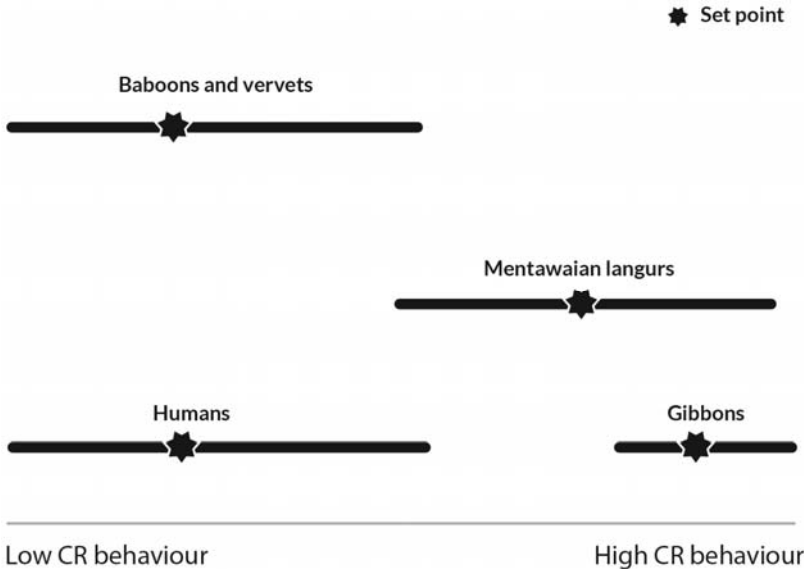 Set point
Baboons and vervets
Mentawaian langurs
Humans
Gibbons
Low CR behaviour
High CR behaviour